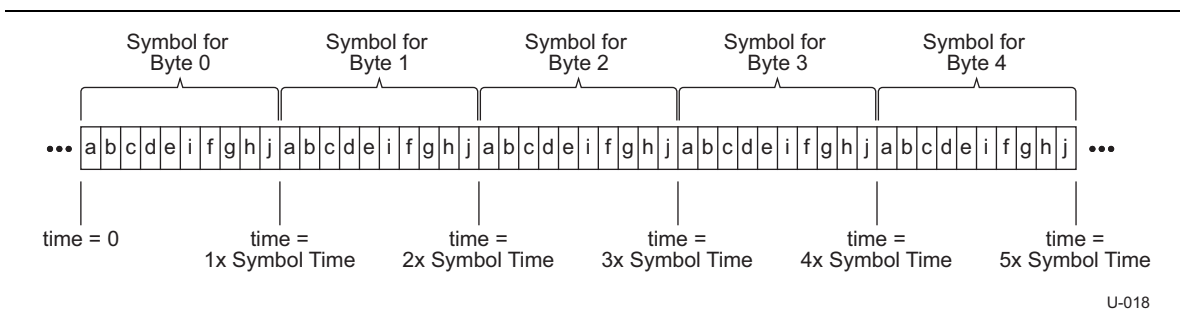 Symbol for Byte 0
Symbol for Byte 1
Symbol for Byte 2
Symbol for Byte 3
Symbol for Byte 4
••• a b c d e i f g h j a b c d e i f g h j a b c d e i f g h j a b c d e i f g h j a b c d e i f g h j •••
time = 0
time = 1x Symbol Time
time = 2x Symbol Time
time = 3x Symbol Time
time = 4x Symbol Time
time = 5x Symbol Time
U-018